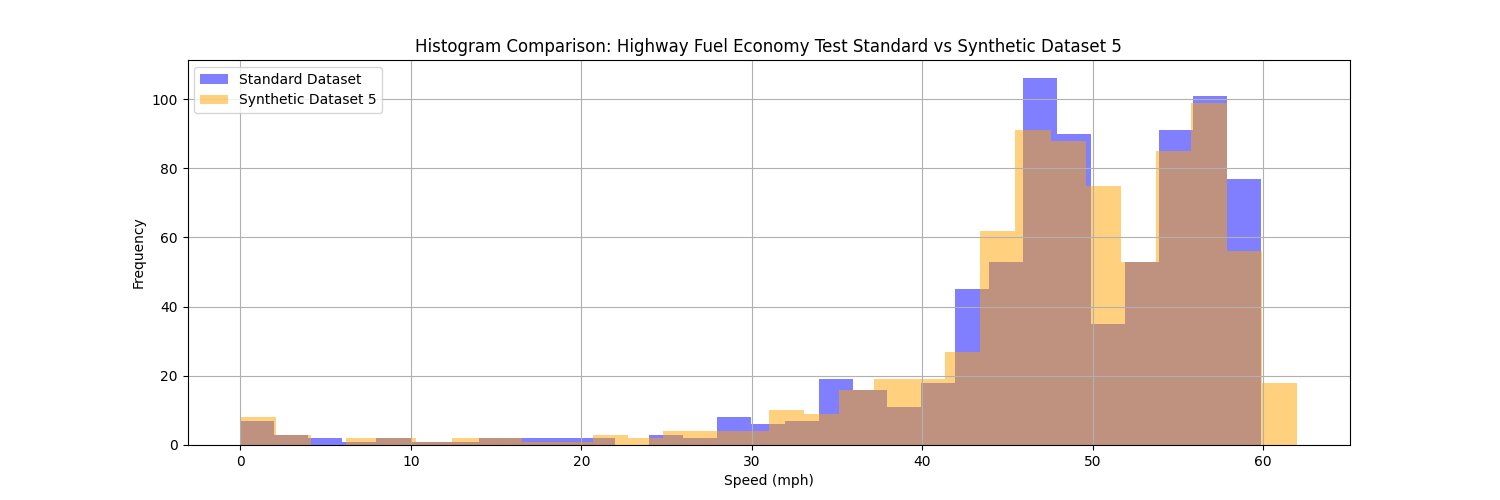 Histogram Comparison: Highway Fuel Economy Test Standard vs Synthetic Dataset 5
Standard Dataset
Synthetic Dataset 5
100
80
60
40
20
0
Frequency
0 10 20 30 40 50 60
Speed (mph)